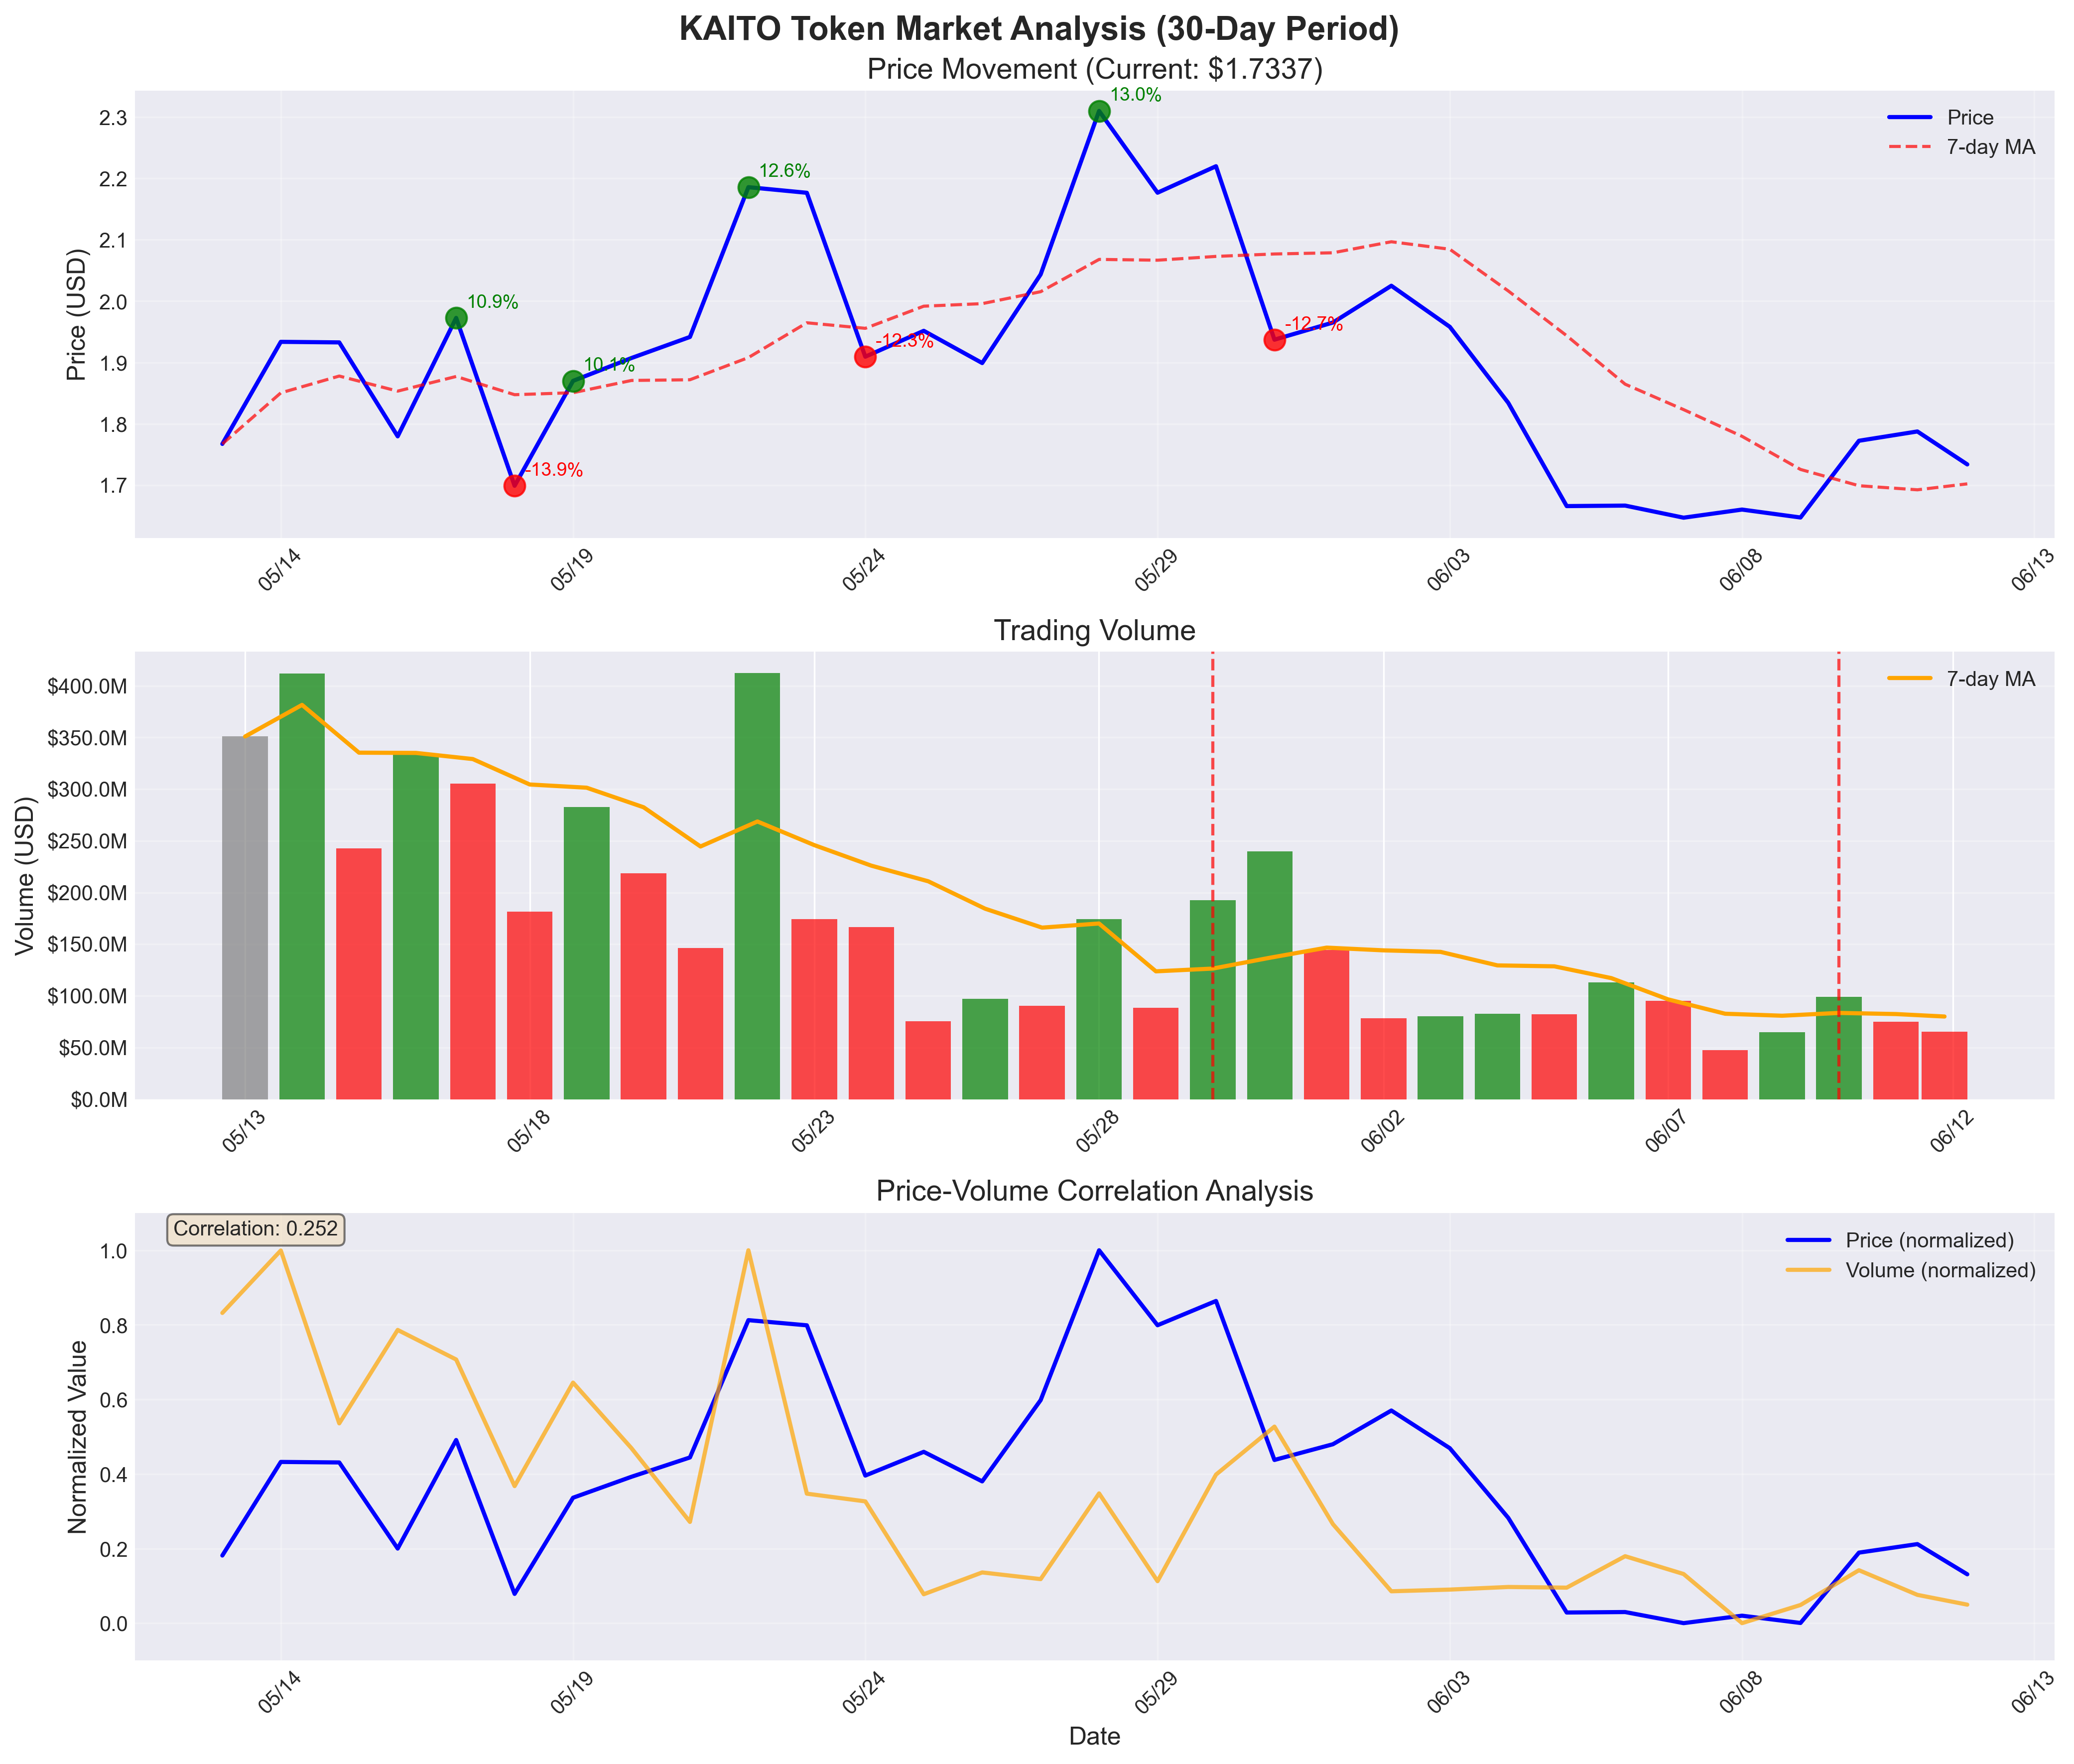 KAITO Token Market Analysis (30-Day Period)
Price Movement (Current: $1.7337)
Price (USD)
2.3
2.2
2.1
2.0
1.9
1.8
1.7
10.9%
-13.9%
10.1%
12.6%
-12.3%
13.0%
-12.7%
Price
7-day MA
05/14
05/19
05/24
05/29
06/03
06/08
06/13
Trading Volume
Volume (USD)
$400.0M
$350.0M
$300.0M
$250.0M
$200.0M
$150.0M
$100.0M
$50.0M
$0.0M
7-day MA
05/13
05/18
05/23
05/28
06/02
06/07
06/12
Price-Volume Correlation Analysis
Correlation: 0.252
Normalized Value
1.0
0.8
0.6
0.4
0.2
0.0
Price (normalized)
Volume (normalized)
05/14
05/19
05/24
05/29
06/03
06/08
06/13
Date